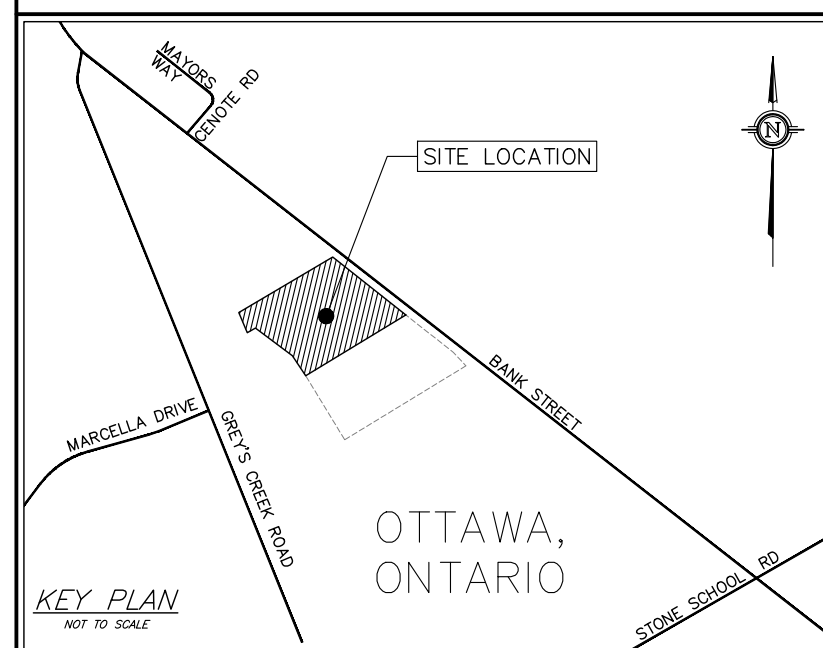 MAYORS
WAY
CENOTE RD
N
SITE LOCATION
BANK STREET
MARCELLA DRIVE
GREY'S CREEK ROAD
OTTAWA,
ONTARIO
KEY PLAN
NOT TO SCALE
STONE SCHOOL RD